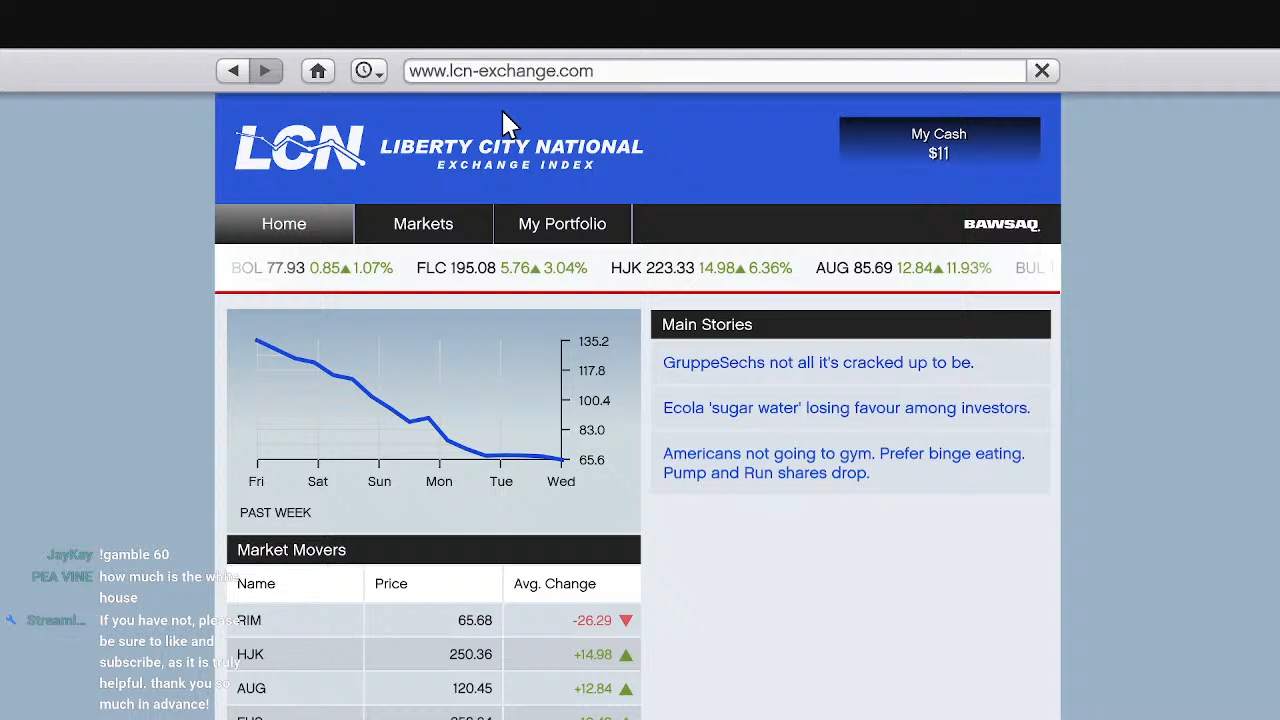 www.lcn-exchange.com
LCN
LIBERTY CITY NATIONAL
EXCHANGE INDEX
My Cash
$11
Home
Markets
My Portfolio
BAWSAQ
BOL 77.93 0.85▲1.07%
FLC 195.08 5.76▲3.04%
HJK 223.33 14.98▲6.36%
AUG 85.69 12.84▲11.93%
BUL
135.2
117.8
100.4
83.0
65.6
Fri Sat Sun Mon Tue Wed
PAST WEEK
Main Stories
GruppeSechs not all it's cracked up to be.
Ecola 'sugar water' losing favour among investors.
Americans not going to gym. Prefer binge eating.
Pump and Run shares drop.
Market Movers
Name Price Avg. Change
RIM 65.68 -26.29 ▼
HJK 250.36 +14.98 ▲
AUG 120.45 +12.84 ▲
JayKay !gamble 60
PEA VINE how much is the white
house
Streaml... If you have not, please
be sure to like and
subscribe, as it is truly
helpful. thank you so
much in advance!